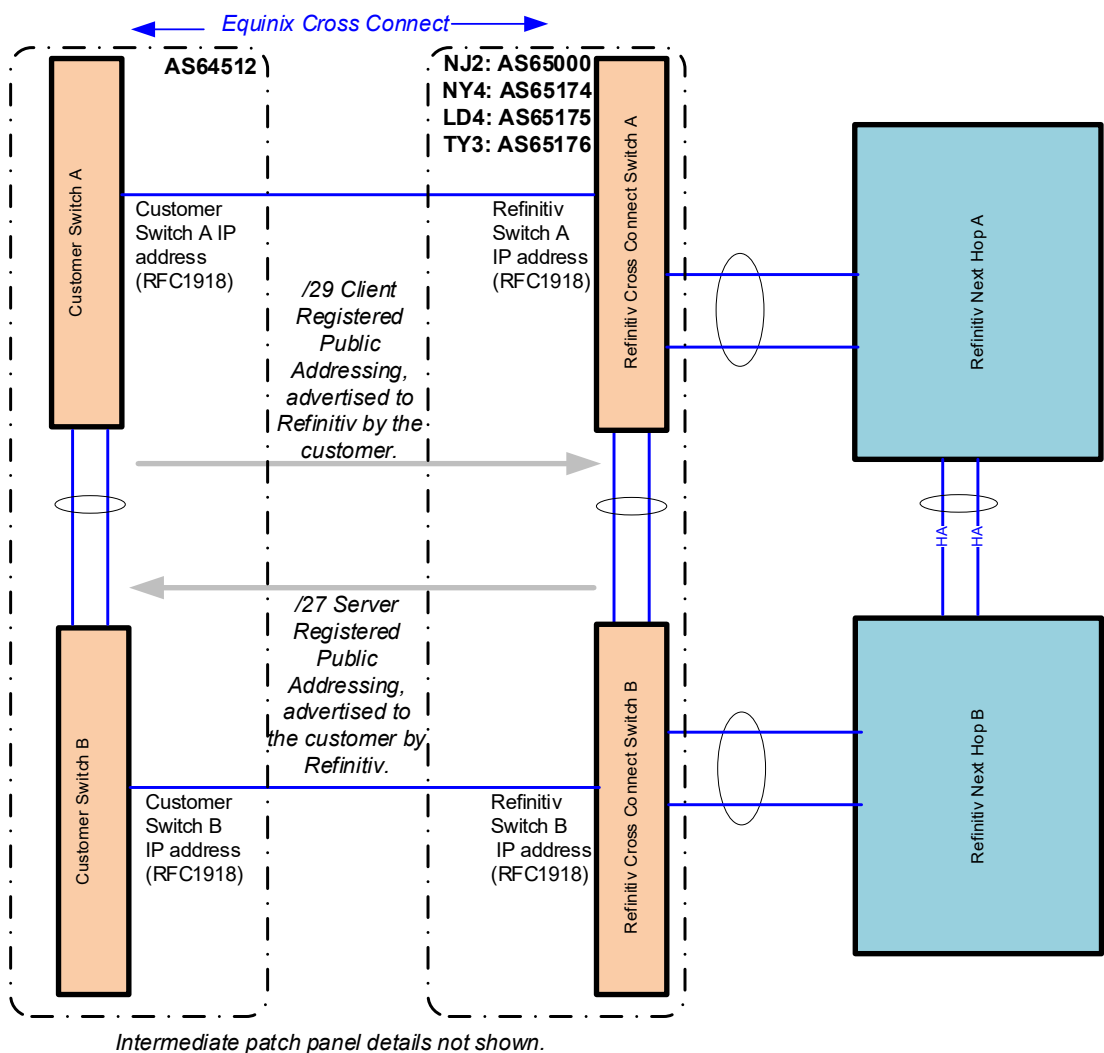 Equinix Cross Connect
AS64512
NJ2: AS65000
NY4: AS65174
LD4: AS65175
TY3: AS65176
Customer Switch A
Refinitiv Cross Connect Switch A
Refinitiv Next Hop A
Customer
Switch A IP
address
(RFC1918)
Refinitiv
Switch A
IP address
(RFC1918)
/29 Client
Registered
Public
Addressing,
advertised to
Refinitiv by the
customer.
HA
HA
/27 Server
Registered
Public
Addressing,
advertised to
the customer by
Refinitiv.
Customer Switch B
Refinitiv Cross Connect Switch B
Refinitiv Next Hop B
Customer
Switch B
IP address
(RFC1918)
Refinitiv
Switch B
IP address
(RFC1918)
Intermediate patch panel details not shown.